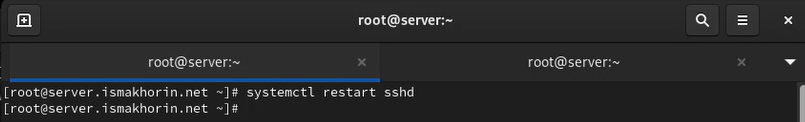 root@server:~
root@server:~ root@server:~
[root@server.ismakhorin.net ~]# systemctl restart sshd
[root@server.ismakhorin.net ~]#